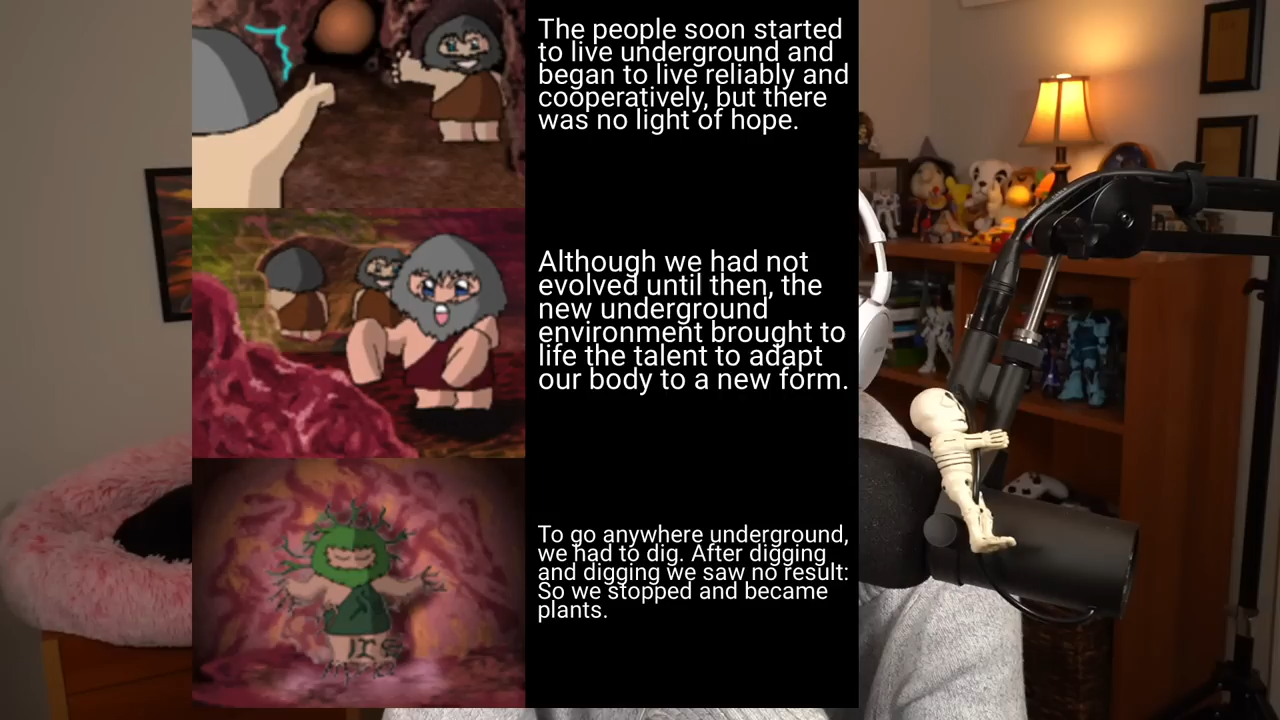 The people soon started
to live underground and
began to live reliably and
cooperatively, but there
was no light of hope.
Although we had not
evolved until then, the
new underground
environment brought to
life the talent to adapt
our body to a new form.
To go anywhere underground,
we had to dig. After digging
and digging we saw no result:
So we stopped and became
plants.